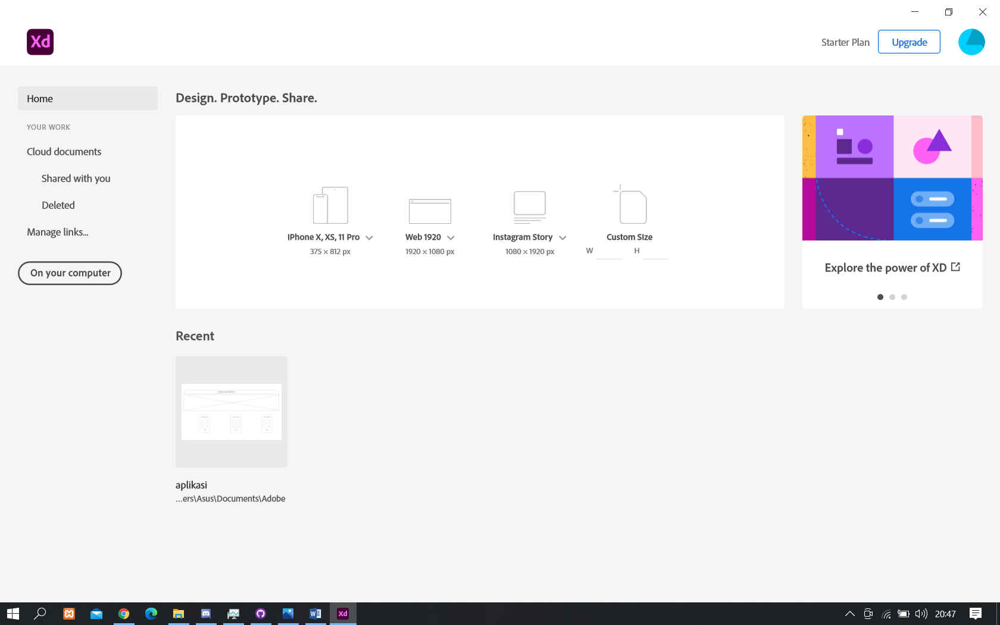 Xd
Starter Plan
Upgrade
Home
YOUR WORK
Cloud documents
Shared with you
Deleted
Manage links...
On your computer
Design. Prototype. Share.
iPhone X, XS, 11 Pro
375 × 812 px
Web 1920
1920 × 1080 px
Instagram Story
1080 × 1920 px
Custom Size
W
H
Explore the power of XD
Recent
aplikasi
...ers\Asus\Documents\Adobe
Xd
20:47